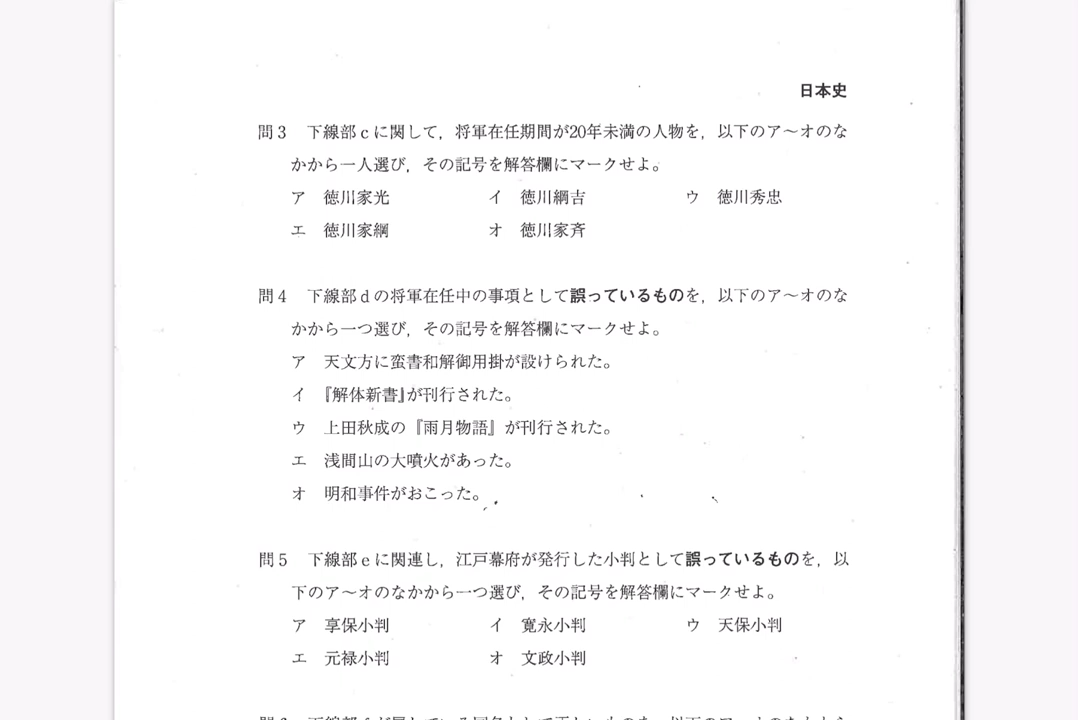 日本史
問3 下線部cに関して，将軍在任期間が20年未満の人物を，以下のア～オのな
かから一人選び，その記号を解答欄にマークせよ。
ア 徳川家光 イ 徳川綱吉 ウ 徳川秀忠
エ 徳川家綱 オ 徳川家斉
問4 下線部dの将軍在任中の事項として誤っているものを，以下のア～オのな
かから一つ選び，その記号を解答欄にマークせよ。
ア 天文方に蛮書和解御用掛が設けられた。
イ 『解体新書』が刊行された。
ウ 上田秋成の『雨月物語』が刊行された。
エ 浅間山の大噴火があった。
オ 明和事件がおこった。
問5 下線部eに関連し，江戸幕府が発行した小判として誤っているものを，以
下のア～オのなかから一つ選び，その記号を解答欄にマークせよ。
ア 享保小判 イ 寛永小判 ウ 天保小判
エ 元禄小判 オ 文政小判